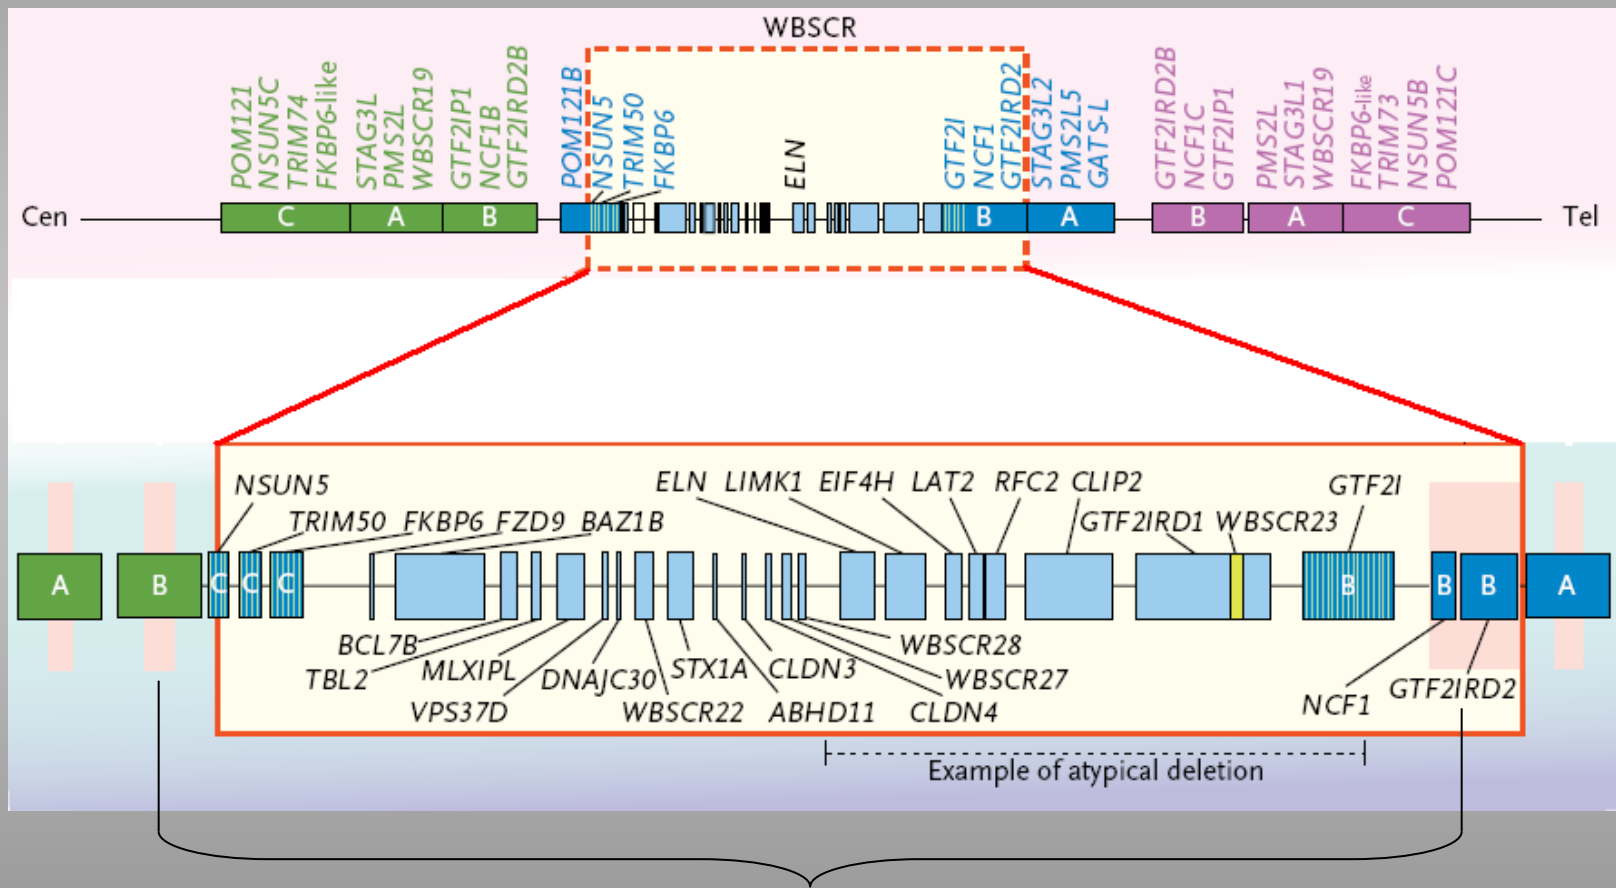 WBSCR
POM121
NSUN5C
TRIM74
FKBP6-like
STAG3L
PMS2L
WBSCR19
GTF2IP1
NCF1B
GTF2IRD2B
POM121B
NSUN5
TRIM50
FKBP6
ELN
GTF2I
NCF1
GTF2IRD2
STAG3L2
PMS2L5
GATS-L
GTF2IRD2B
NCF1C
GTF2IP1
PMS2L
STAG3L1
WBSCR19
FKBP6-like
TRIM73
NSUN5B
POM121C
Cen C A B B A B A C Tel
NSUN5 ELN LIMK1 EIF4H LAT2 RFC2 CLIP2 GTF2I
TRIM50 FKBP6 FZD9 BAZ1B GTF2IRD1 WBSCR23
A B C C C B B B A
BCL7B WBSCR28
TBL2 MLXIPL DNAJC30 STX1A CLDN3 WBSCR27
VPS37D WBSCR22 ABHD11 CLDN4 NCF1 GTF2IRD2
Example of atypical deletion